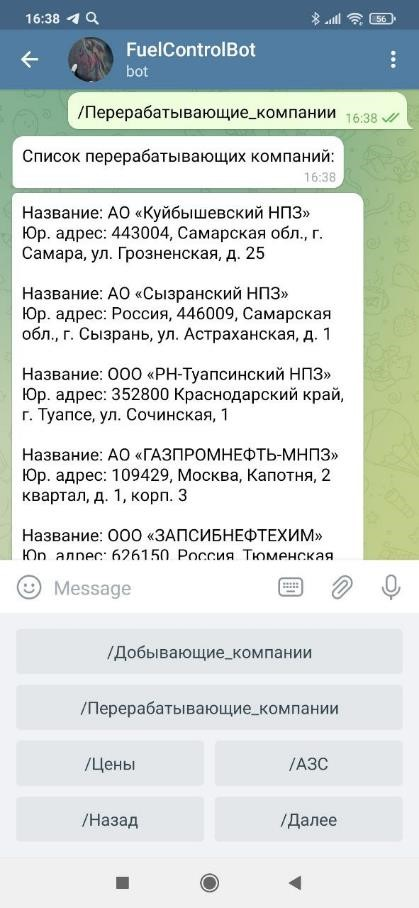 16:38
56
FuelControlBot
bot
/Перерабатывающие_компании 16:38
Список перерабатывающих компаний:
16:38
Название: АО «Куйбышевский НПЗ»
Юр. адрес: 443004, Самарская обл., г.
Самара, ул. Грозненская, д. 25
Название: АО «Сызранский НПЗ»
Юр. адрес: Россия, 446009, Самарская
обл., г. Сызрань, ул. Астраханская, д. 1
Название: ООО «РН-Туапсинский НПЗ»
Юр. адрес: 352800 Краснодарский край,
г. Туапсе, ул. Сочинская, 1
Название: АО «ГАЗПРОМНЕФТЬ-МНПЗ»
Юр. адрес: 109429, Москва, Капотня, 2
квартал, д. 1, корп. 3
Название: ООО «ЗАПСИБНЕФТЕХИМ»
Юр. адрес: 626150, Россия, Тюменская
Message
/Добывающие_компании
/Перерабатывающие_компании
/Цены
/АЗС
/Назад
/Далее